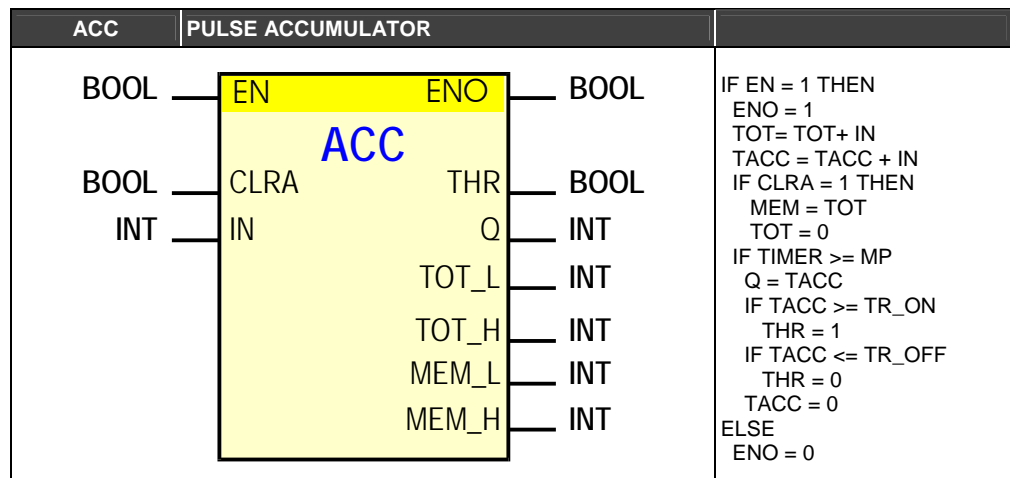 ACC PULSE ACCUMULATOR
BOOL EN ENO BOOL
ACC
BOOL CLRA THR BOOL
INT IN Q INT
TOT_L INT
TOT_H INT
MEM_L INT
MEM_H INT
IF EN = 1 THEN
ENO = 1
TOT= TOT+ IN
TACC = TACC + IN
IF CLRA = 1 THEN
MEM = TOT
TOT = 0
IF TIMER >= MP
Q = TACC
IF TACC >= TR_ON
THR = 1
IF TACC <= TR_OFF
THR = 0
TACC = 0
ELSE
ENO = 0